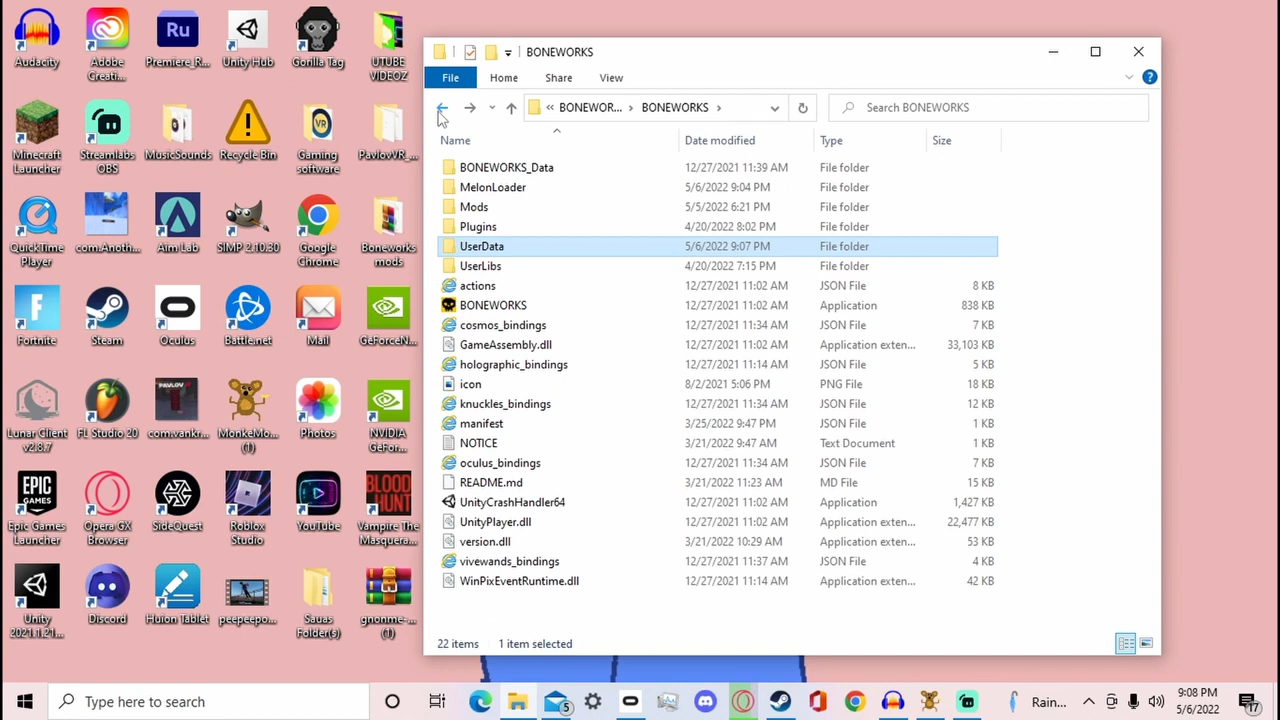 Audacity
Adobe Creati...
Ru
Premiere_R...
Unity Hub
Gorilla Tag
UTUBE VIDEOZ
Minecraft Launcher
Streamlabs OBS
MusicSounds
Recycle Bin
VR
Gaming software
PavlovVR_...
QuickTime Player
com.Anoth...
Aim Lab
GIMP 2.10.30
Google Chrome
Boneworks mods
Fortnite
Steam
Oculus
Battle.net
Mail
GeForceN...
Lunar Client v2.8.7
FL Studio 20
PAVLOV
com.vankr...
MonkeMo... (1)
Photos
NVIDIA GeFor...
EPIC GAMES
Epic Games Launcher
Opera GX Browser
SideQuest
Roblox Studio
YouTube
BLOOD HUNT
Vampire The Masquera...
Unity 2021.1.21...
Discord
Huion Tablet
peepeepo...
Sauas Folder(s)
gnonme-... (1)
BONEWORKS
File Home Share View
« BONEWOR... › BONEWORKS ›
Search BONEWORKS
Name Date modified Type Size
BONEWORKS_Data 12/27/2021 11:39 AM File folder
MelonLoader 5/6/2022 9:04 PM File folder
Mods 5/5/2022 6:21 PM File folder
Plugins 4/20/2022 8:02 PM File folder
UserData 5/6/2022 9:07 PM File folder
UserLibs 4/20/2022 7:15 PM File folder
actions 12/27/2021 11:02 AM JSON File 8 KB
BONEWORKS 12/27/2021 11:02 AM Application 838 KB
cosmos_bindings 12/27/2021 11:34 AM JSON File 7 KB
GameAssembly.dll 12/27/2021 11:02 AM Application exten... 33,103 KB
holographic_bindings 12/27/2021 11:14 AM JSON File 5 KB
icon 8/2/2021 5:06 PM PNG File 18 KB
knuckles_bindings 12/27/2021 11:34 AM JSON File 12 KB
manifest 3/25/2022 9:47 PM JSON File 1 KB
NOTICE 3/21/2022 9:47 AM Text Document 1 KB
oculus_bindings 12/27/2021 11:34 AM JSON File 7 KB
README.md 3/21/2022 11:23 AM MD File 15 KB
UnityCrashHandler64 12/27/2021 11:02 AM Application 1,427 KB
UnityPlayer.dll 12/27/2021 11:02 AM Application exten... 22,477 KB
version.dll 3/21/2022 10:29 AM Application exten... 53 KB
vivewands_bindings 12/27/2021 11:37 AM JSON File 4 KB
WinPixEventRuntime.dll 12/27/2021 11:14 AM Application exten... 42 KB
22 items 1 item selected
Type here to search
5
Rain...
9:08 PM
5/6/2022
17